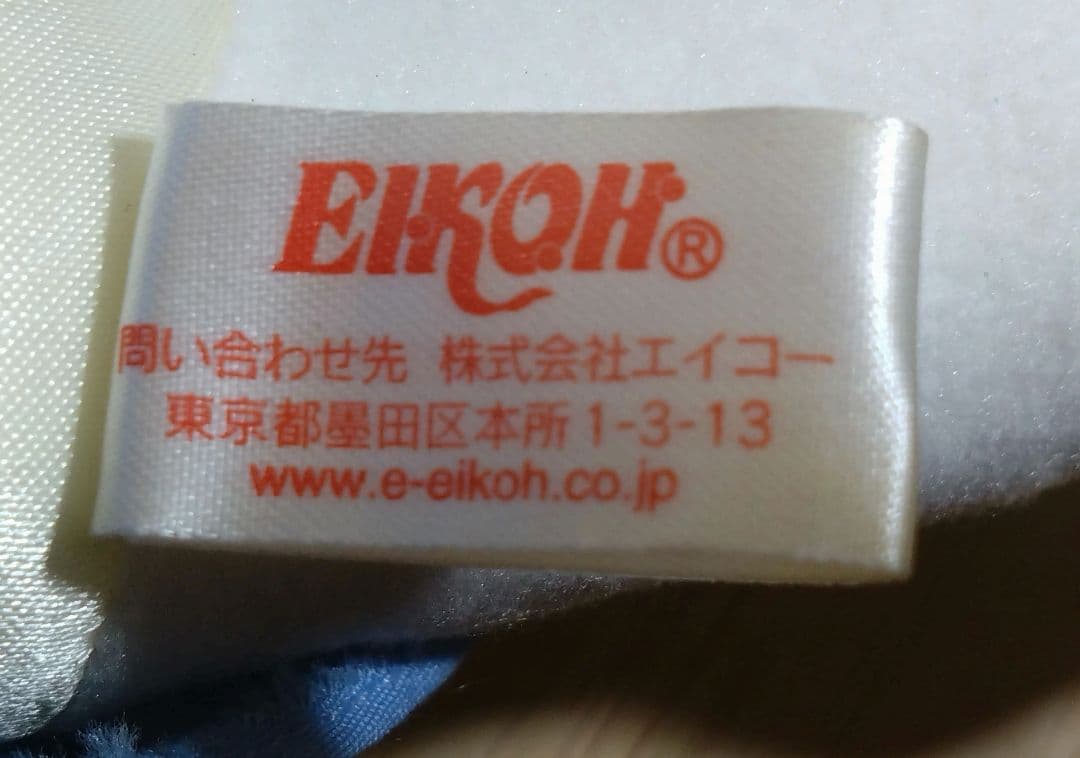 EIKOH®
問い合わせ先 株式会社エイコー
東京都墨田区本所1-3-13
www.e-eikoh.co.jp